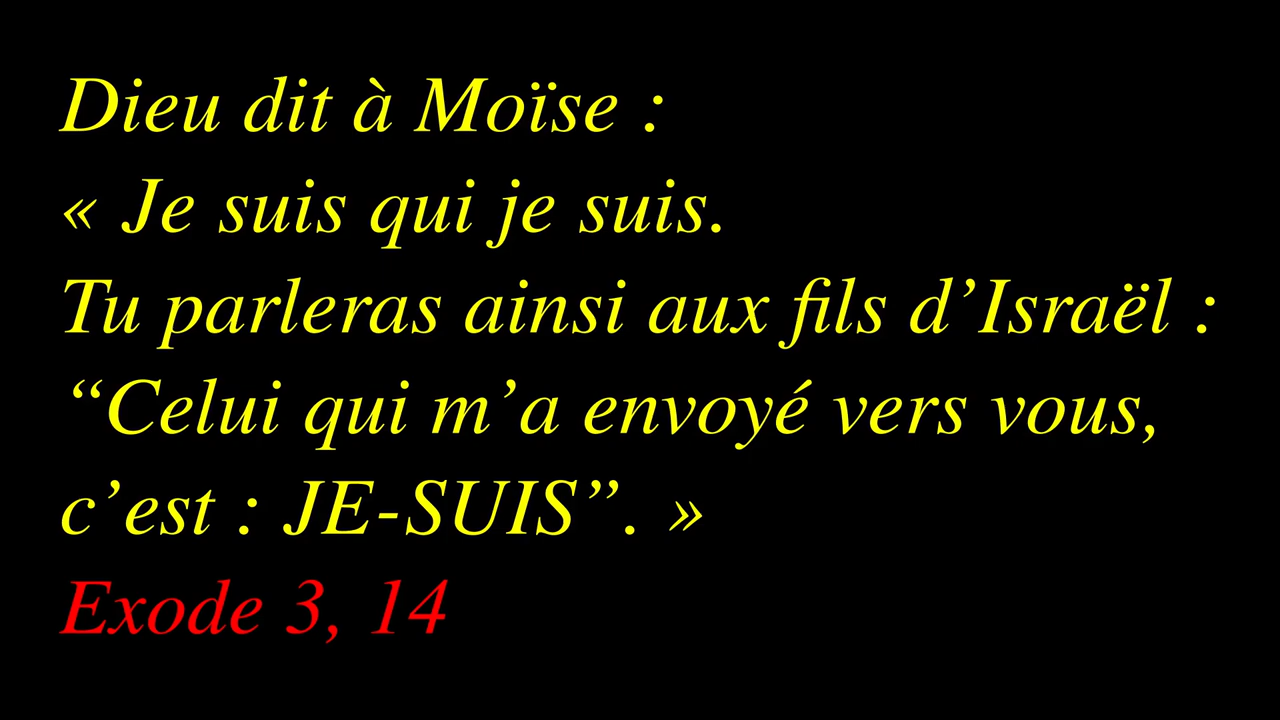 Dieu dit à Moïse :
« Je suis qui je suis.
Tu parleras ainsi aux fils d’Israël :
“Celui qui m’a envoyé vers vous,
c’est : JE-SUIS”. »
Exode 3, 14